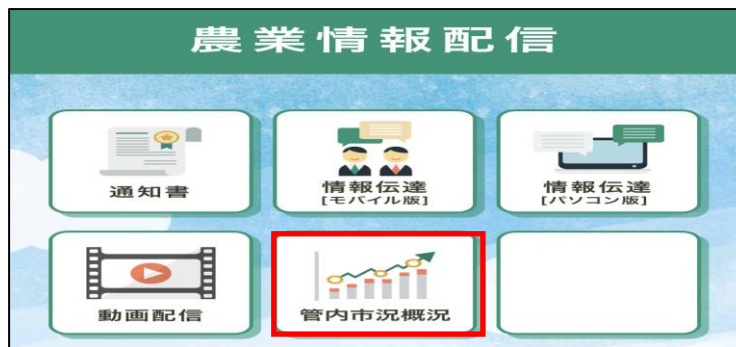 農業情報配信
通知書
情報伝達
[モバイル版]
情報伝達
[パソコン版]
動画配信
管内市況概況